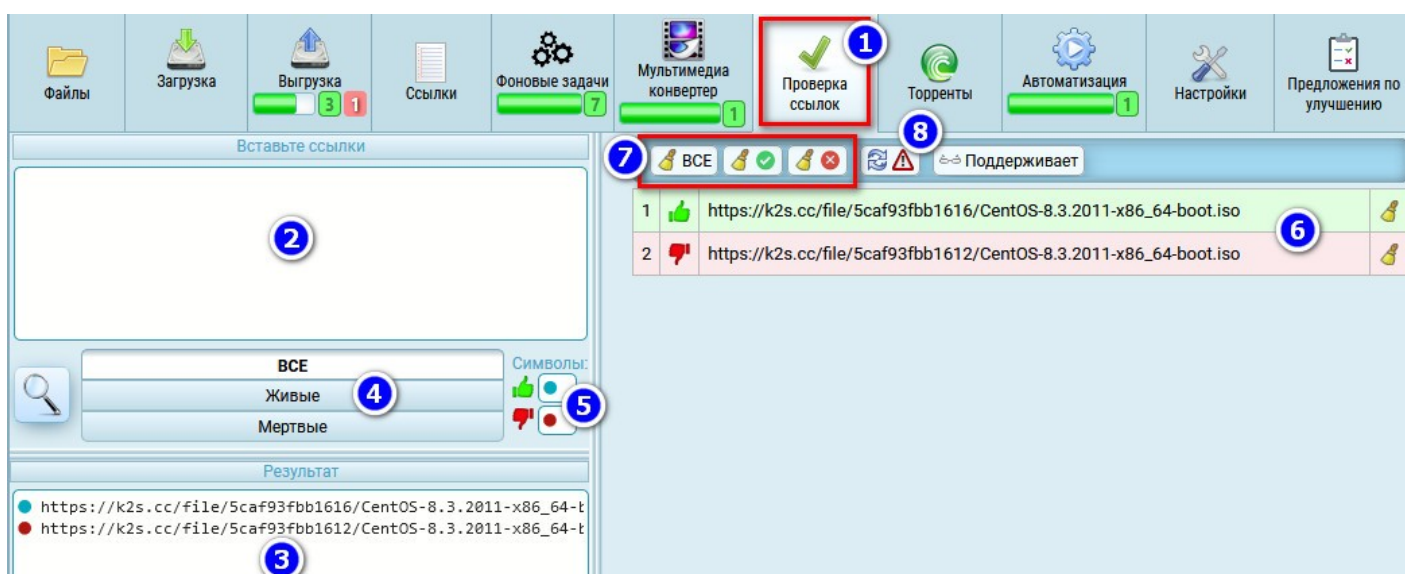 Файлы
Загрузка
Выгрузка
3 1
Ссылки
Фоновые задачи
7
Мультимедиа
конвертер
1
Проверка
ссылок
1
Торренты
Автоматизация
1
Настройки
Предложения по
улучшению
8
Вставьте ссылки
2
7
ВСЕ
Поддерживает
1 https://k2s.cc/file/5caf93fbb1616/CentOS-8.3.2011-x86_64-boot.iso
6
2 https://k2s.cc/file/5caf93fbb1612/CentOS-8.3.2011-x86_64-boot.iso
ВСЕ
Живые
4
Мертвые
Символы:
5
Результат
https://k2s.cc/file/5caf93fbb1616/CentOS-8.3.2011-x86_64-b
https://k2s.cc/file/5caf93fbb1612/CentOS-8.3.2011-x86_64-b
3